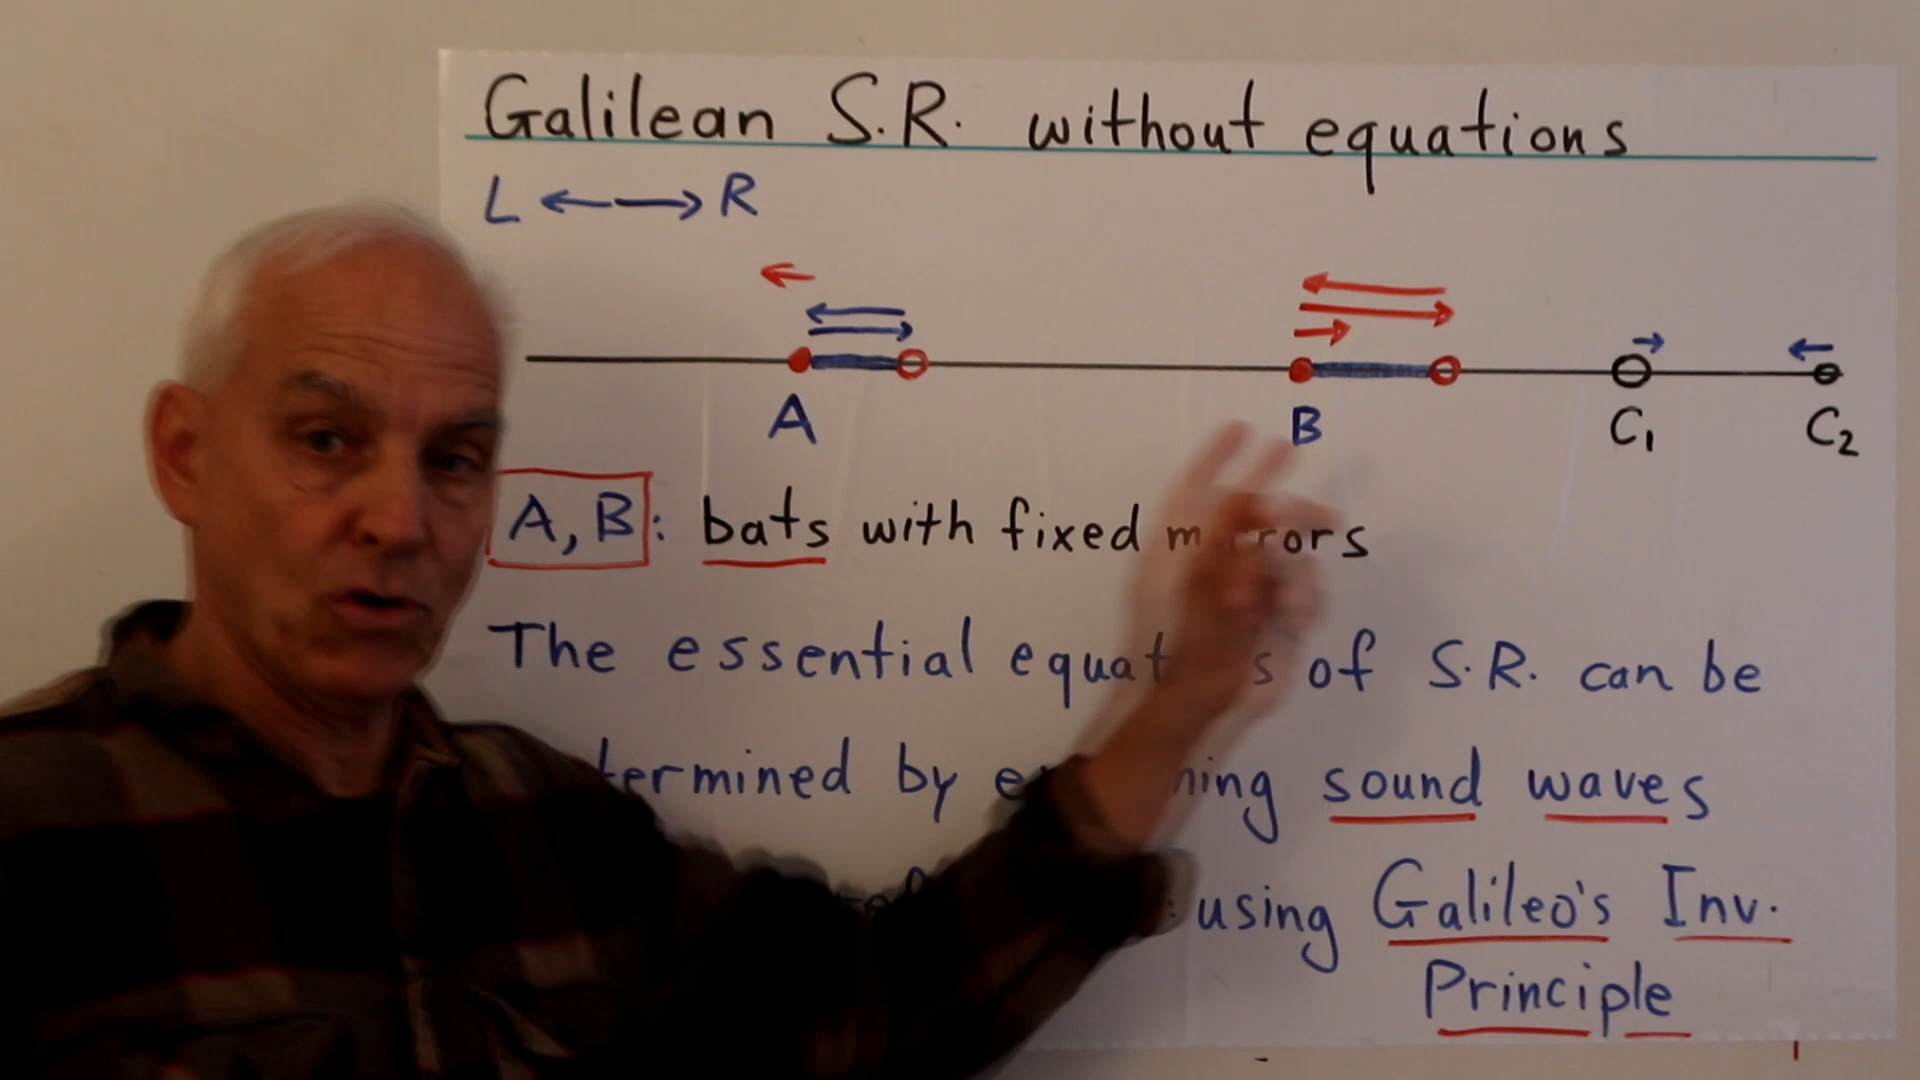 Galilean S.R. without equations
L R
A B C1 C2
A, B: bats with fixed
The essential of S.R. can be
by sound waves
using Galileo's Inv.
Principle